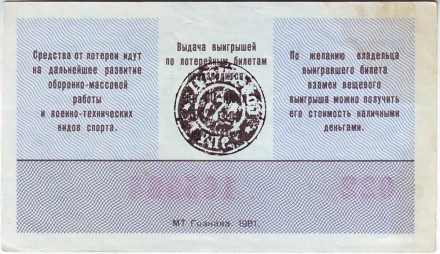 Средства от лотереи идут
на дальнейшее развитие
оборонно-массовой
работы
и военно-технических
видов спорта.
Выдача выигрышей
по лотерейным билетам
производится
По желанию владельца
выигравшего билета
взамен вещевого
выигрыша можно получить
его стоимость наличными
деньгами.
МТ Гознака. 1981.